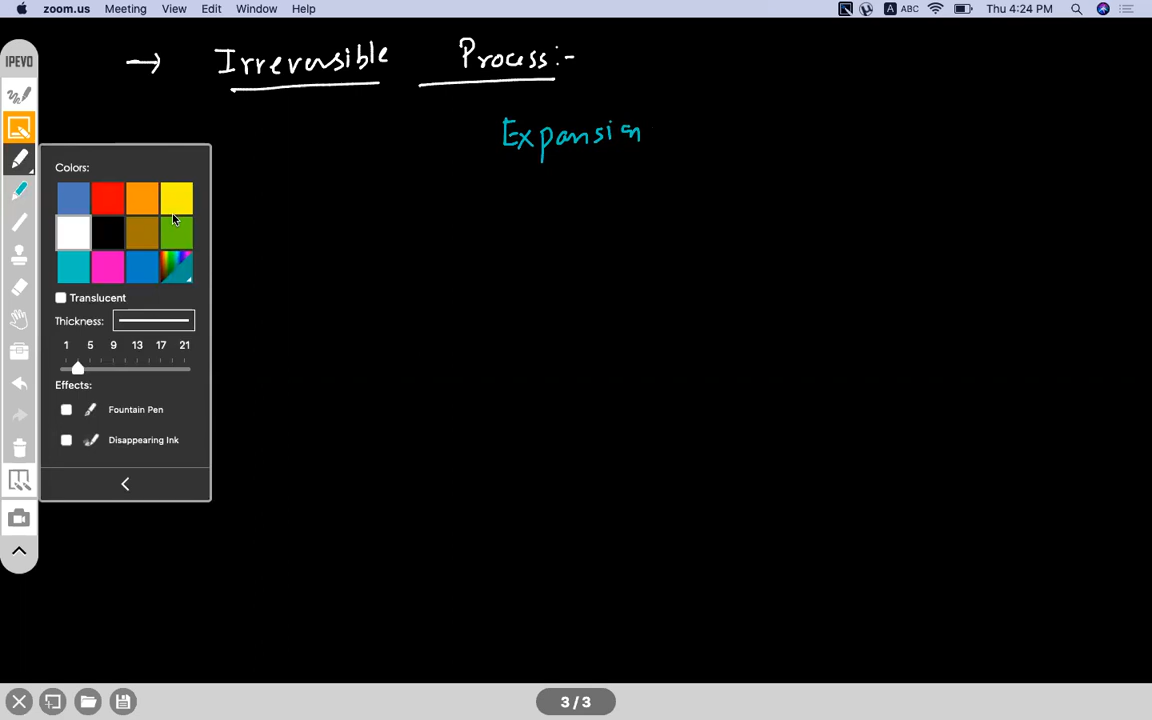 zoom.us Meeting View Edit Window Help A ABC Thu 4:24 PM
IPEVO
→ Irreversible Process:-
Expansion
Colors:
Translucent
Thickness:
1 5 9 13 17 21
Effects:
Fountain Pen
Disappearing Ink
3 / 3